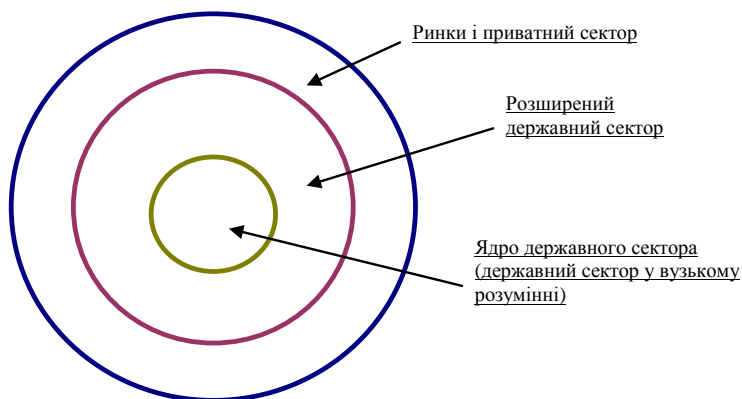 Ринки і приватний сектор
Розширений
державний сектор
Ядро державного сектора
(державний сектор у вузькому
розумінні)